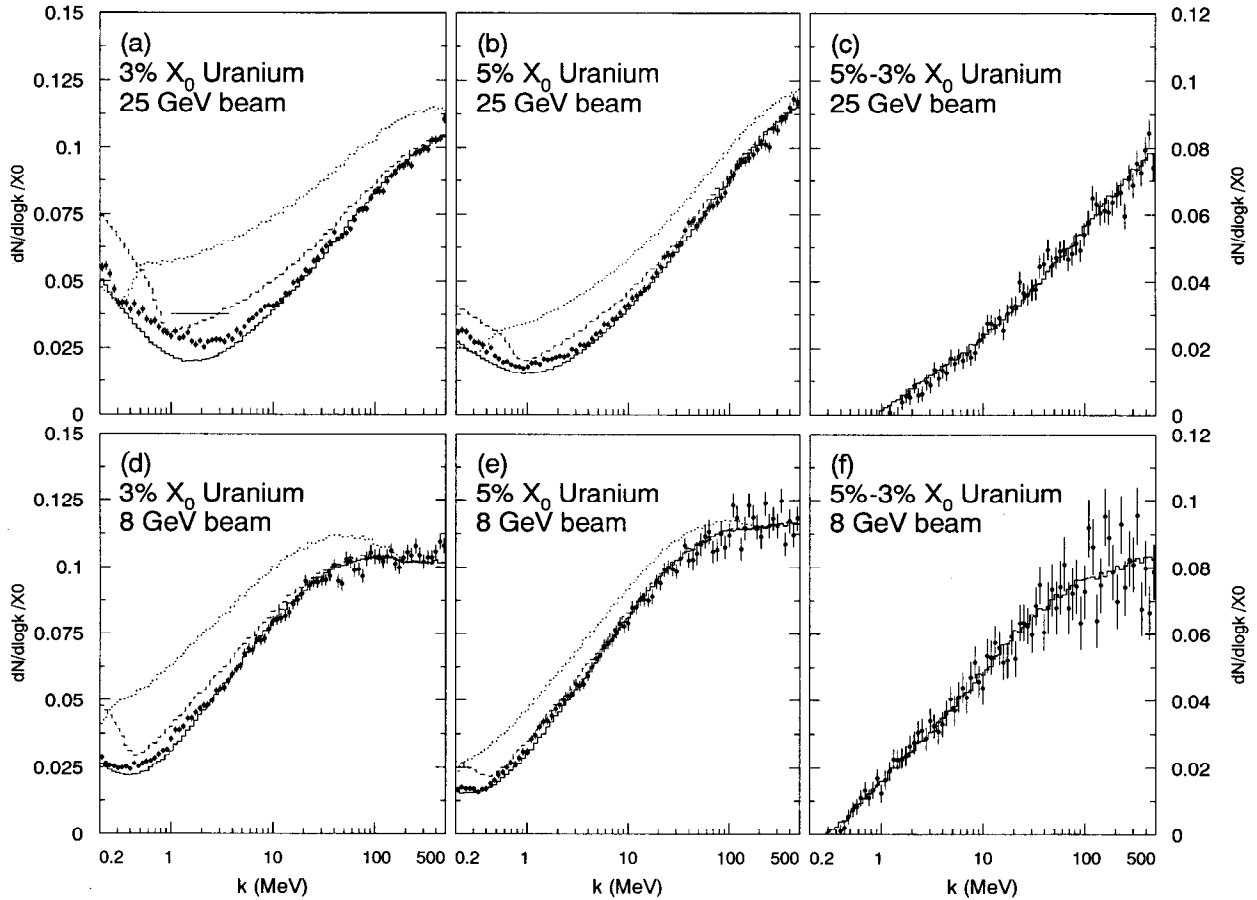 0.15
0.125
0.1
0.075
0.05
0.025
0
dN/dlogk /X0
(a)
3% X0 Uranium
25 GeV beam
(b)
5% X0 Uranium
25 GeV beam
(c)
5%-3% X0 Uranium
25 GeV beam
0.12
0.1
0.08
0.06
0.04
0.02
0
dN/dlogk /X0
0.15
0.125
0.1
0.075
0.05
0.025
0
dN/dlogk /X0
(d)
3% X0 Uranium
8 GeV beam
(e)
5% X0 Uranium
8 GeV beam
(f)
5%-3% X0 Uranium
8 GeV beam
0.12
0.1
0.08
0.06
0.04
0.02
0
dN/dlogk /X0
0.2 1 10 100 500
0.2 1 10 100 500
0.2 1 10 100 500
k (MeV)
k (MeV)
k (MeV)